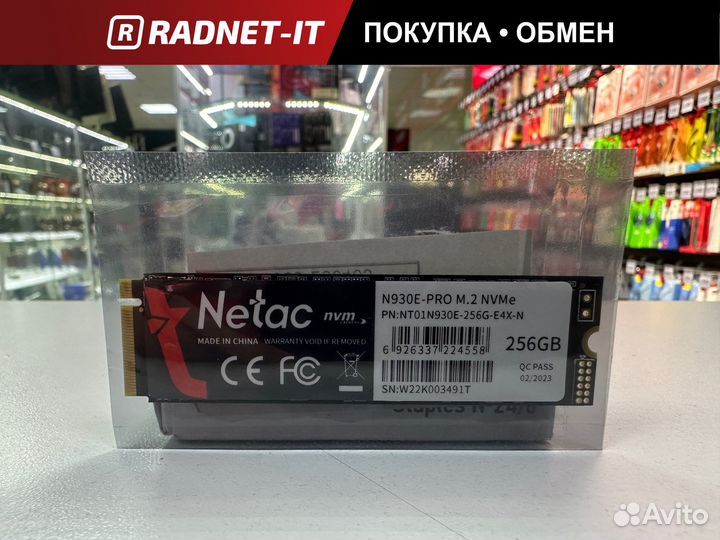 RADNET-IT
ПОКУПКА • ОБМЕН
Netac nvm
MADE IN CHINA WARRANTY VOID IF REMOVED
CE FC
N930E-PRO M.2 NVMe
PN:NT01N930E-256G-E4X-N
6 926337 224558
256GB
QC PASS
02/2023
SN:W22K003491T
Staples N°24/6
Avito